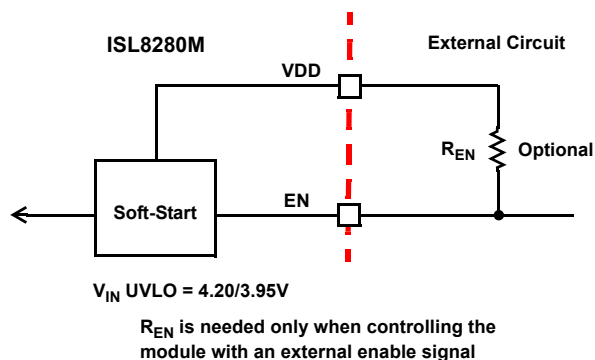 ISL8280M
External Circuit
VDD
REN
Optional
Soft-Start
EN
VIN UVLO = 4.20/3.95V
REN is needed only when controlling the
module with an external enable signal